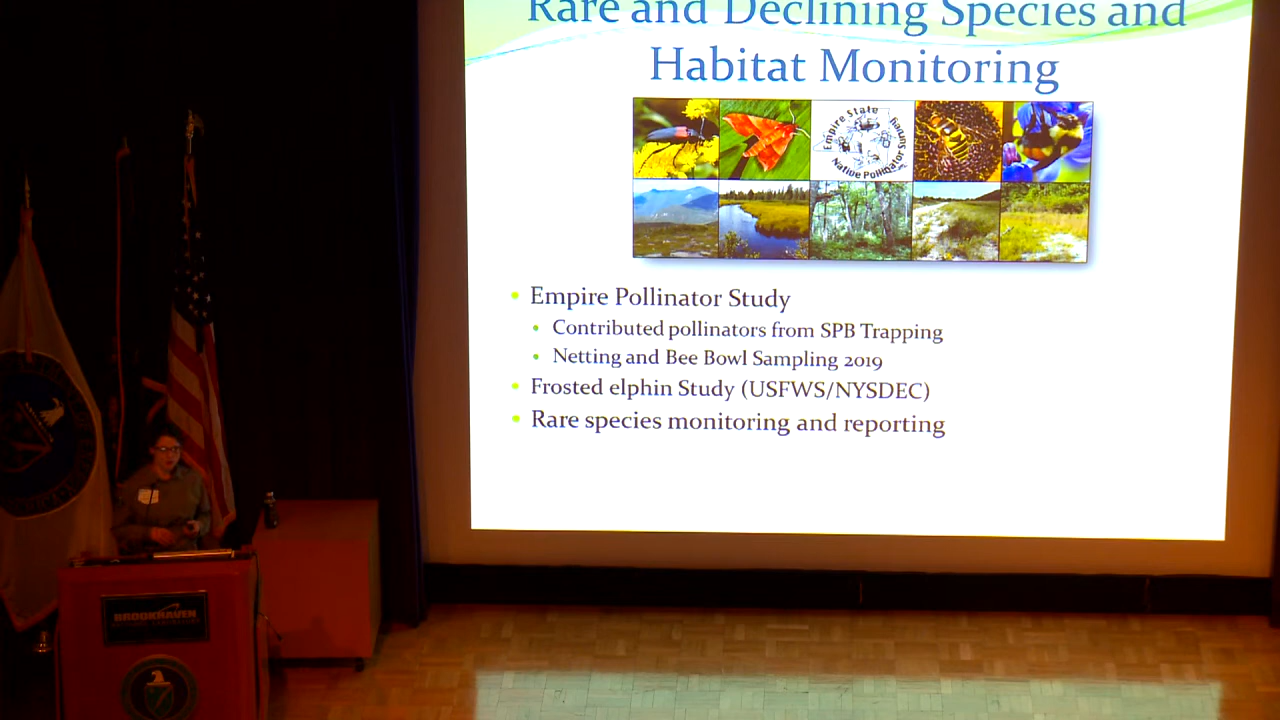 Rare and Declining Species and
Habitat Monitoring
Empire State
Native Pollinator Survey
Empire Pollinator Study
Contributed pollinators from SPB Trapping
Netting and Bee Bowl Sampling 2019
Frosted elphin Study (USFWS/NYSDEC)
Rare species monitoring and reporting
BROOKHAVEN